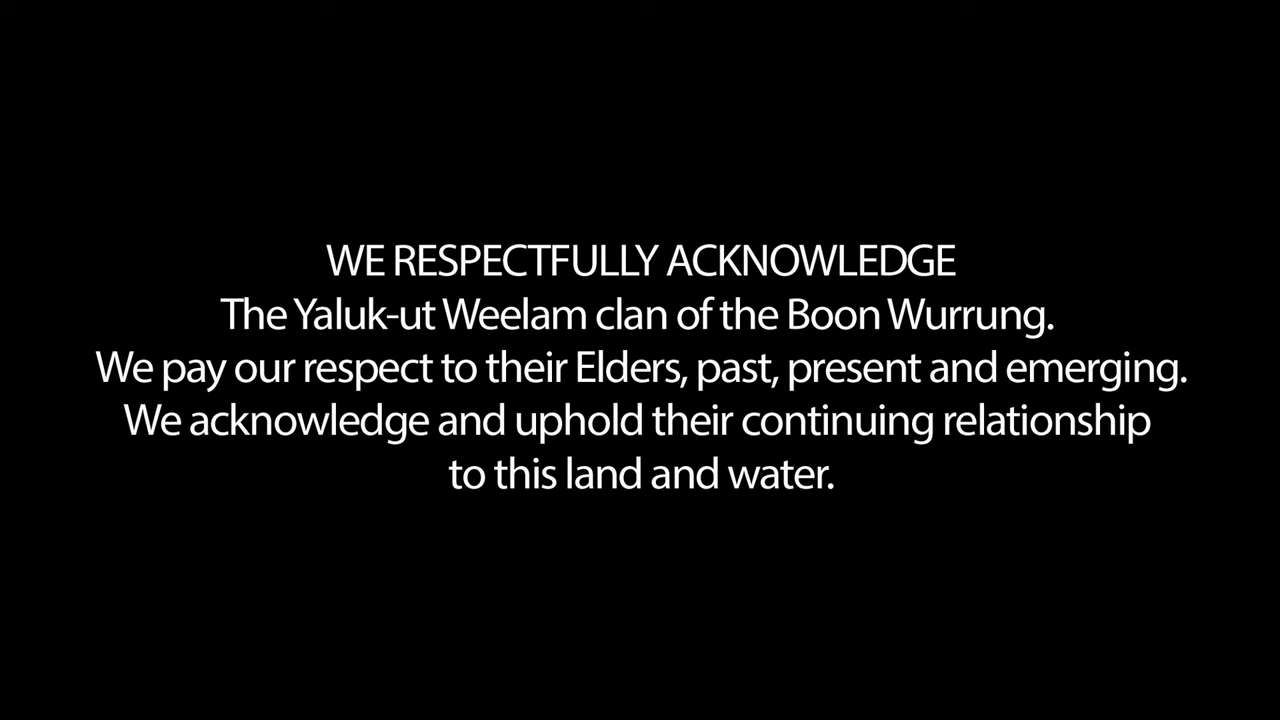 WE RESPECTFULLY ACKNOWLEDGE
The Yaluk-ut Weelam clan of the Boon Wurrung.
We pay our respect to their Elders, past, present and emerging.
We acknowledge and uphold their continuing relationship
to this land and water.